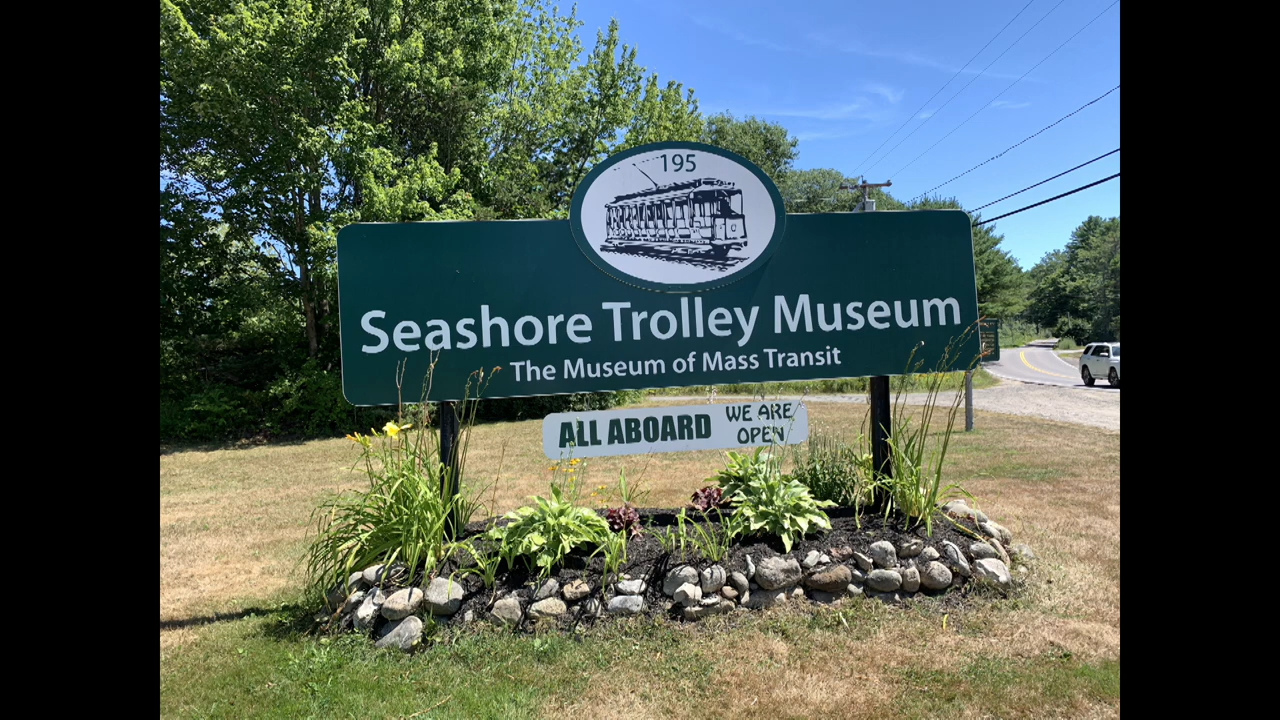 195
Seashore Trolley Museum
The Museum of Mass Transit
ALL ABOARD
WE ARE
OPEN